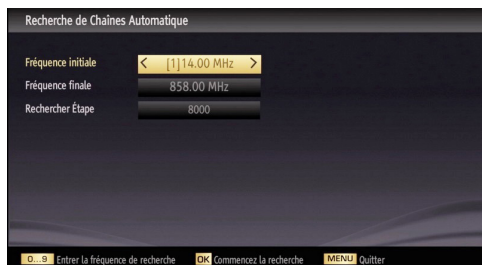 Recherche de Chaines Automatique
Fréquence initiale < [1]14.00 MHz >
Fréquence finale 858.00 MHz
Rechercher Étape 8000
0...9 Entrer la fréquence de recherche OK Commencez la recherche MENU Quitter